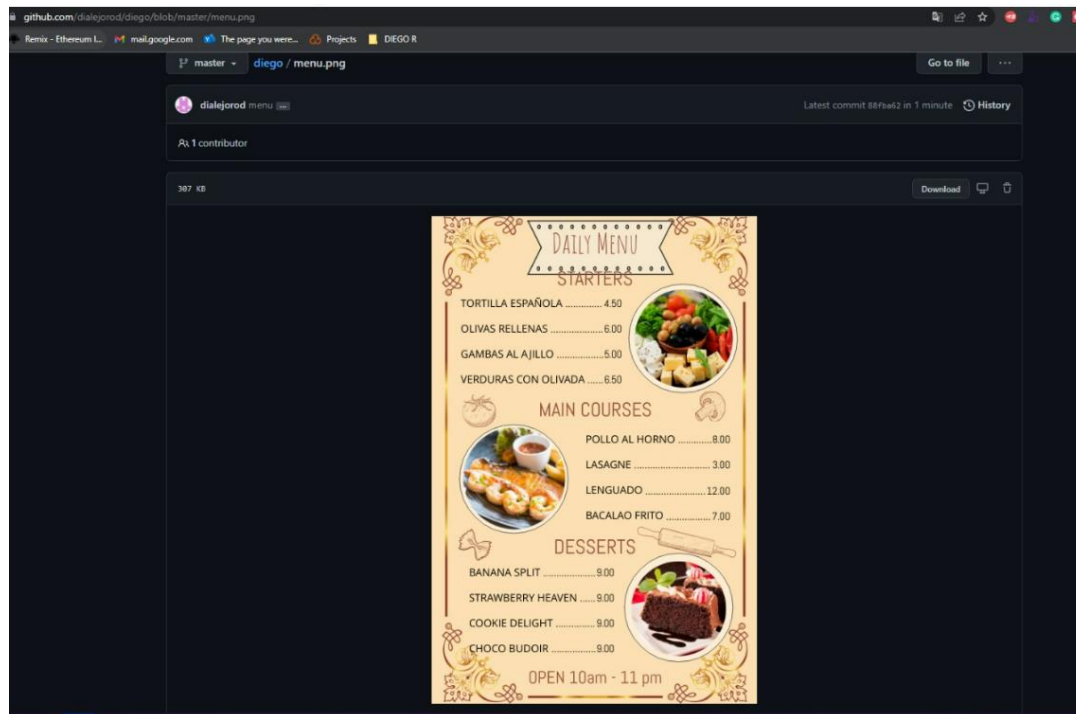 github.com/dialejorod/diego/blob/master/menu.png
Remix - Ethereum I... mail.google.com The page you were... Projects DIEGO R
master diego / menu.png Go to file ...
dialejorod menu ... Latest commit 88fba62 in 1 minute History
1 contributor
307 KB Download
DAILY MENU
STARTERS
TORTILLA ESPAÑOLA .............. 4.50
OLIVAS RELLENAS .................. 6.00
GAMBAS AL AJILLO .................5.00
VERDURAS CON OLIVADA ...... 6.50
MAIN COURSES
POLLO AL HORNO ............8.00
LASAGNE ............................ 3.00
LENGUADO ......................12.00
BACALAO FRITO ................ 7.00
DESSERTS
BANANA SPLIT ...................9.00
STRAWBERRY HEAVEN ......9.00
COOKIE DELIGHT ..............9.00
CHOCO BUDOIR ................9.00
OPEN 10am - 11 pm